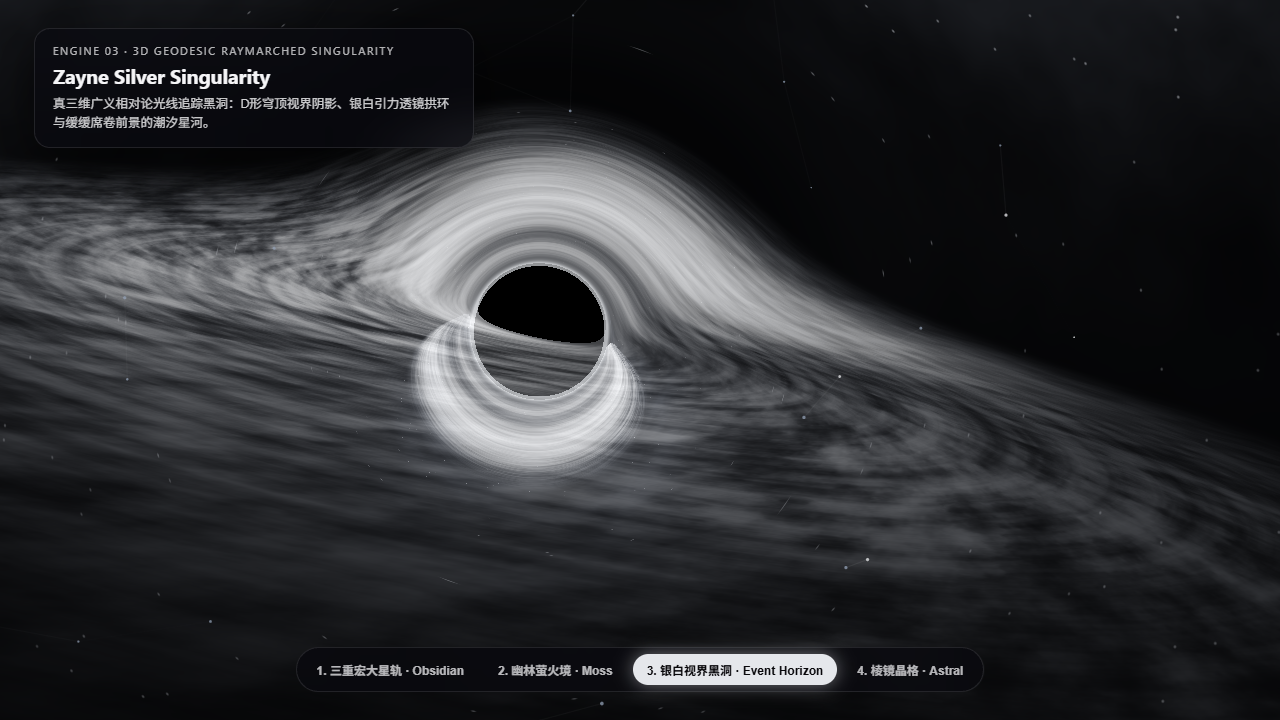 ENGINE 03 · 3D GEODESIC RAYMARCHED SINGULARITY
Zayne Silver Singularity
真三维广义相对论光线追踪黑洞：D形穹顶视界阴影、银白引力透镜拱环
与缓缓席卷前景的潮汐星河。
1. 三重宏大星轨 · Obsidian
2. 幽林萤火境 · Moss
3. 银白视界黑洞 · Event Horizon
4. 棱镜晶格 · Astral